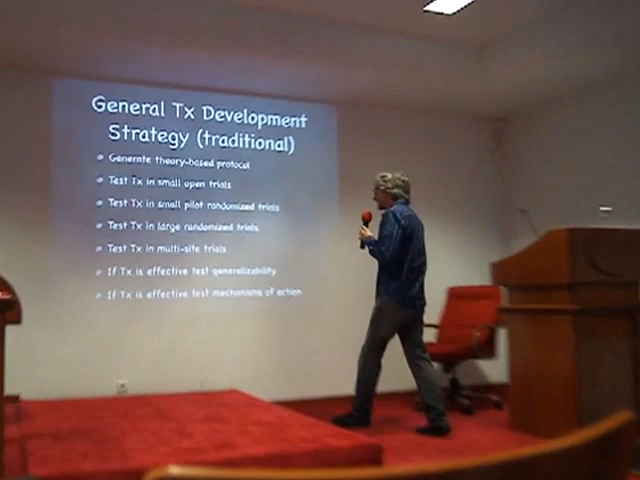 General Tx Development
Strategy (traditional)
Generate theory-based protocol
Test Tx in small open trials
Test Tx in small pilot randomized trials
Test Tx in large randomized trials
Test Tx in multi-site trials
If Tx is effective test generalizability
If Tx is effective test mechanisms of action